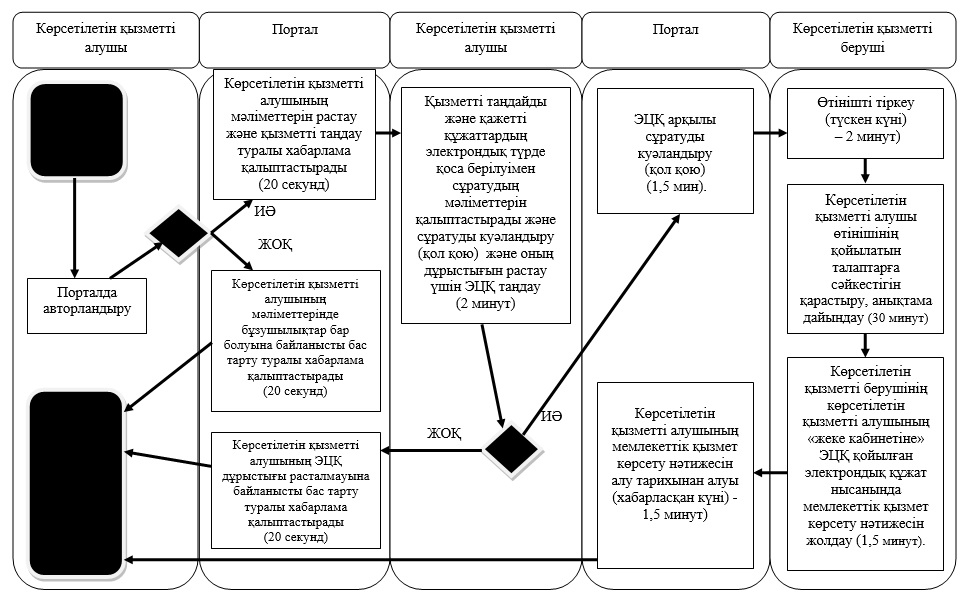 Көрсетілетін қызметті
алушы
Портал
Көрсетілетін қызметті
алушы
Портал
Көрсетілетін қызметті
беруші
Порталда
авторландыру
Көрсетілетін қызметті
алушының
мәліметтерін растау
және қызметті таңдау
туралы хабарлама
қалыптастырады
(20 секунд)
ИӘ
ЖОҚ
Көрсетілетін қызметті
алушының
мәліметтерінде
бұзушылықтар бар
болуына байланысты бас
тарту туралы хабарлама
қалыптастырады
(20 секунд)
Көрсетілетін қызметті
алушының ЭЦҚ
дұрыстығы расталмауына
байланысты бас тарту
туралы хабарлама
қалыптастырады
(20 секунд)
Қызметті таңдайды
және қажетті
құжаттардың
электрондық түрде
қоса берілуімен
сұратудың
мәліметтерін
қалыптастырады және
сұратуды куәландыру
(қол қою) және оның
дұрыстығын растау
үшін ЭЦҚ таңдау
(2 минут)
ЖОҚ
ИӘ
ЭЦҚ арқылы
сұратуды
куәландыру
(қол қою)
(1,5 мин).
Көрсетілетін
қызметті алушының
мемлекеттік қызмет
көрсету нәтижесін
алу тарихынан алуы
(хабарласқан күні) -
1,5 минут)
Өтінішті тіркеу
(түскен күні)
– 2 минут)
Көрсетілетін
қызметті алушы
өтінішінің
қойылатын
талаптарға
сәйкестігін
қарастыру, анықтама
дайындау (30 минут)
Көрсетілетін
қызметті берушінің
көрсетілетін
қызметті алушының
«жеке кабинетіне»
ЭЦҚ қойылған
электрондық құжат
нысанында
мемлекеттік қызмет
көрсету нәтижесін
жолдау (1,5 минут).